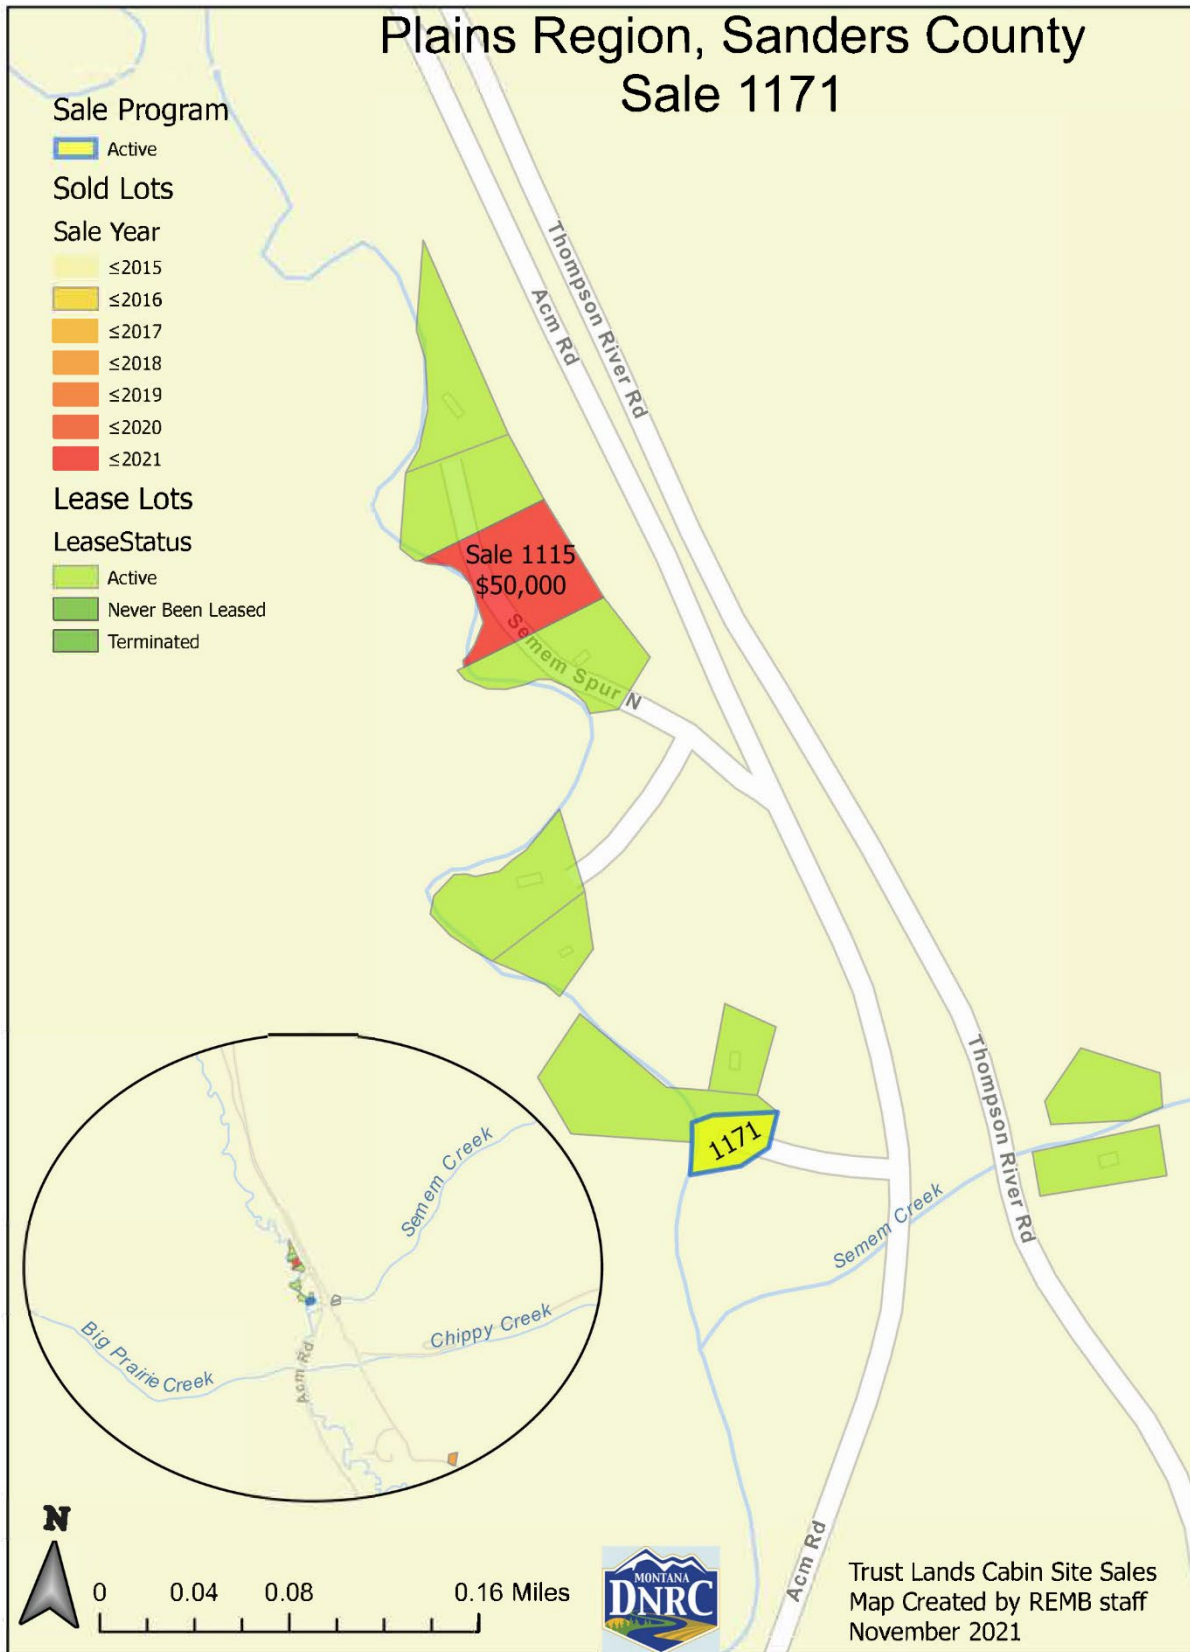 Plains Region, Sanders County
Sale 1171
Sale Program
Active
Sold Lots
Sale Year
≤2015
≤2016
≤2017
≤2018
≤2019
≤2020
≤2021
Lease Lots
LeaseStatus
Active
Never Been Leased
Terminated
Thompson River Rd
Acm Rd
Sale 1115
$50,000
Semem Spur N
1171
Thompson River Rd
Semem Creek
Acm Rd
Semem Creek
Chippy Creek
Big Prairie Creek
Acm Rd
N
0 0.04 0.08 0.16 Miles
MONTANA
DNRC
Trust Lands Cabin Site Sales
Map Created by REMB staff
November 2021